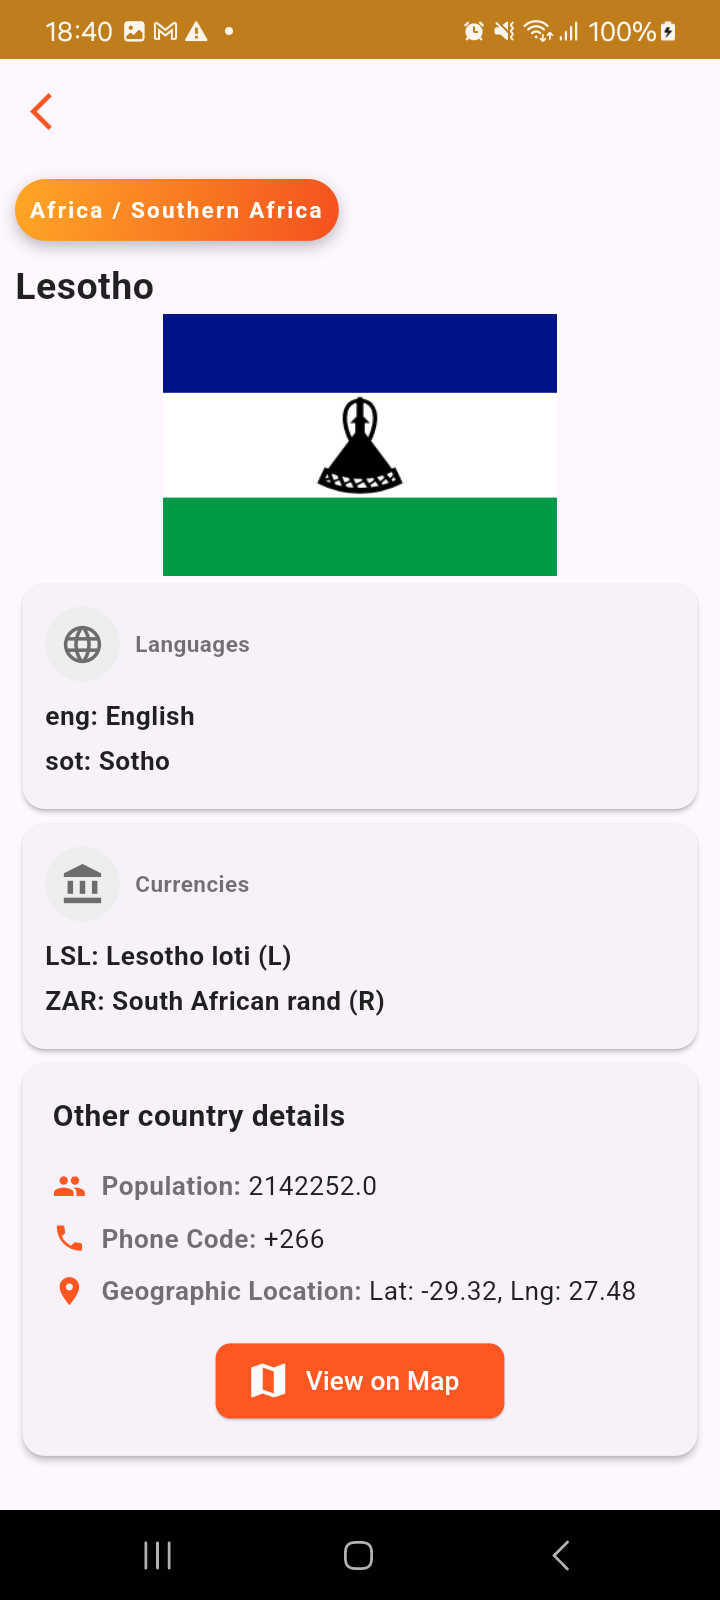 18:40
100%
Africa / Southern Africa
Lesotho
Languages
eng: English
sot: Sotho
Currencies
LSL: Lesotho loti (L)
ZAR: South African rand (R)
Other country details
Population: 2142252.0
Phone Code: +266
Geographic Location: Lat: -29.32, Lng: 27.48
View on Map